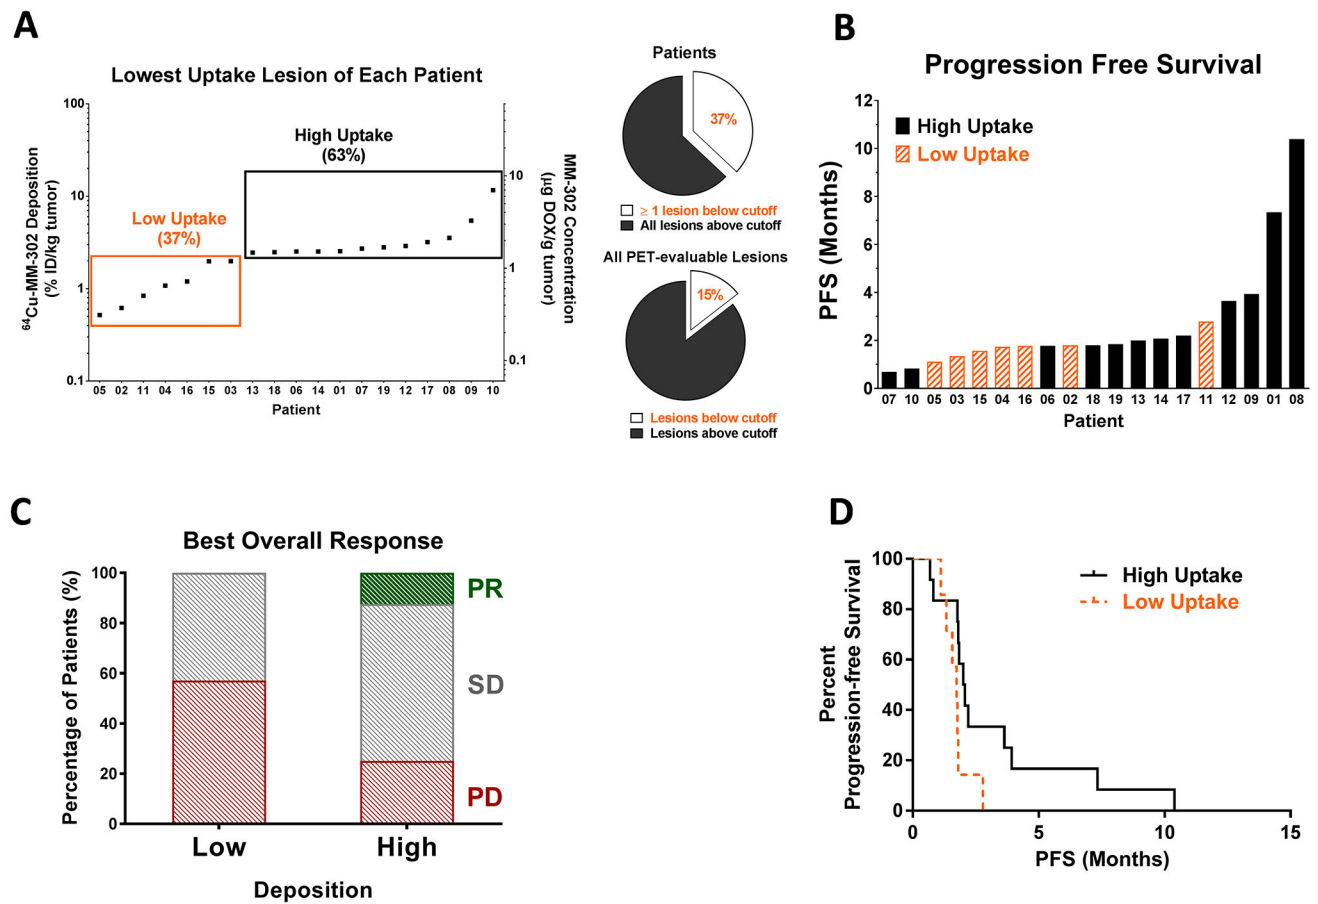 A
Lowest Uptake Lesion of Each Patient
64Cu-MM-302 Deposition
(% ID/kg tumor)
100
10
1
0.1
Low Uptake
(37%)
High Uptake
(63%)
10
1
0.1
MM-302 Concentration
(μg DOX/g tumor)
05 02 11 04 16 15 03 13 18 06 14 01 07 19 12 17 08 09 10
Patient
Patients
37%
≥ 1 lesion below cutoff
All lesions above cutoff
All PET-evaluable Lesions
15%
Lesions below cutoff
Lesions above cutoff
B
Progression Free Survival
PFS (Months)
12
10
8
6
4
2
0
High Uptake
Low Uptake
07 10 05 03 15 04 16 06 02 18 19 13 14 17 11 12 09 01 08
Patient
C
Best Overall Response
Percentage of Patients (%)
100
80
60
40
20
0
PR
SD
PD
Low High
Deposition
D
Percent
Progression-free Survival
100
80
60
40
20
0
High Uptake
Low Uptake
0 5 10 15
PFS (Months)